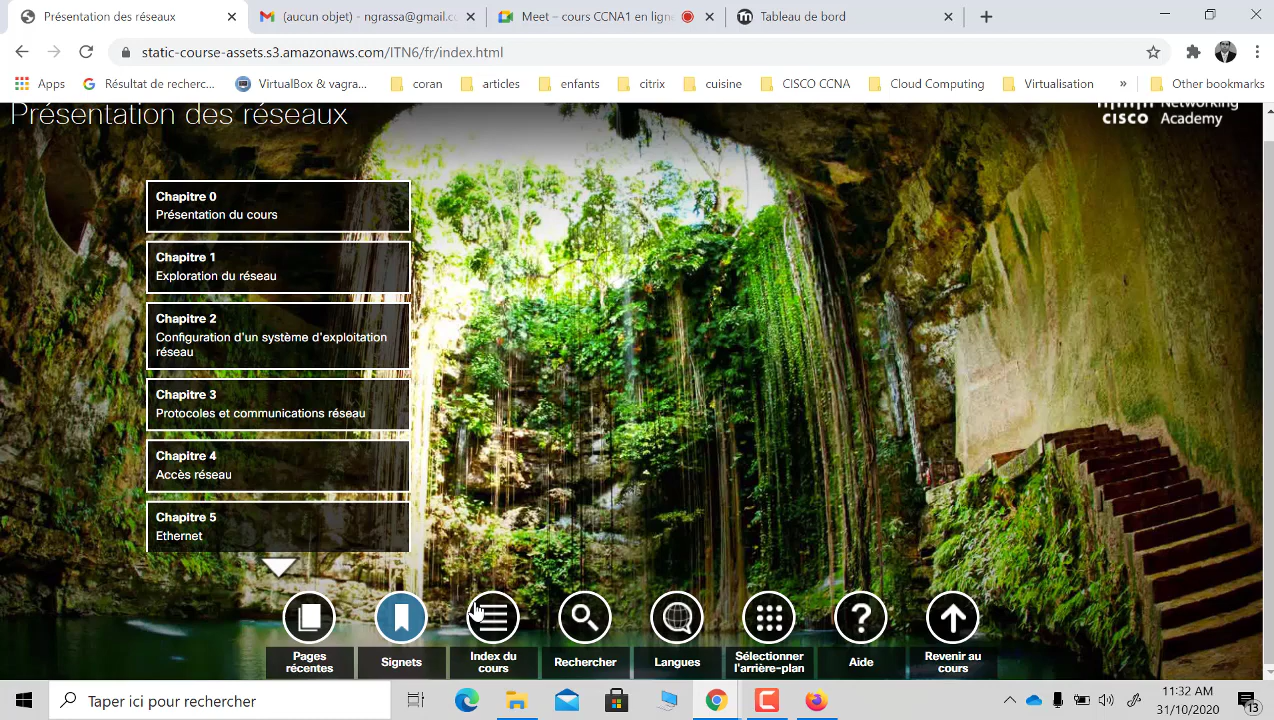 Présentation des réseaux
(aucun objet) - ngrassa@gmail.co
Meet – cours CCNA1 en ligne
Tableau de bord
static-course-assets.s3.amazonaws.com/ITN6/fr/index.html
Apps
Résultat de recherc...
VirtualBox & vagra...
coran
articles
enfants
citrix
cuisine
CISCO CCNA
Cloud Computing
Virtualisation
»
Other bookmarks
Présentation des réseaux
Networking
CISCO Academy
Chapitre 0
Présentation du cours
Chapitre 1
Exploration du réseau
Chapitre 2
Configuration d'un système d'exploitation
réseau
Chapitre 3
Protocoles et communications réseau
Chapitre 4
Accès réseau
Chapitre 5
Ethernet
Pages
récentes
Signets
Index du
cours
Rechercher
Langues
Sélectionner
l'arrière-plan
Aide
Revenir au
cours
Taper ici pour rechercher
11:32 AM
31/10/2020
13